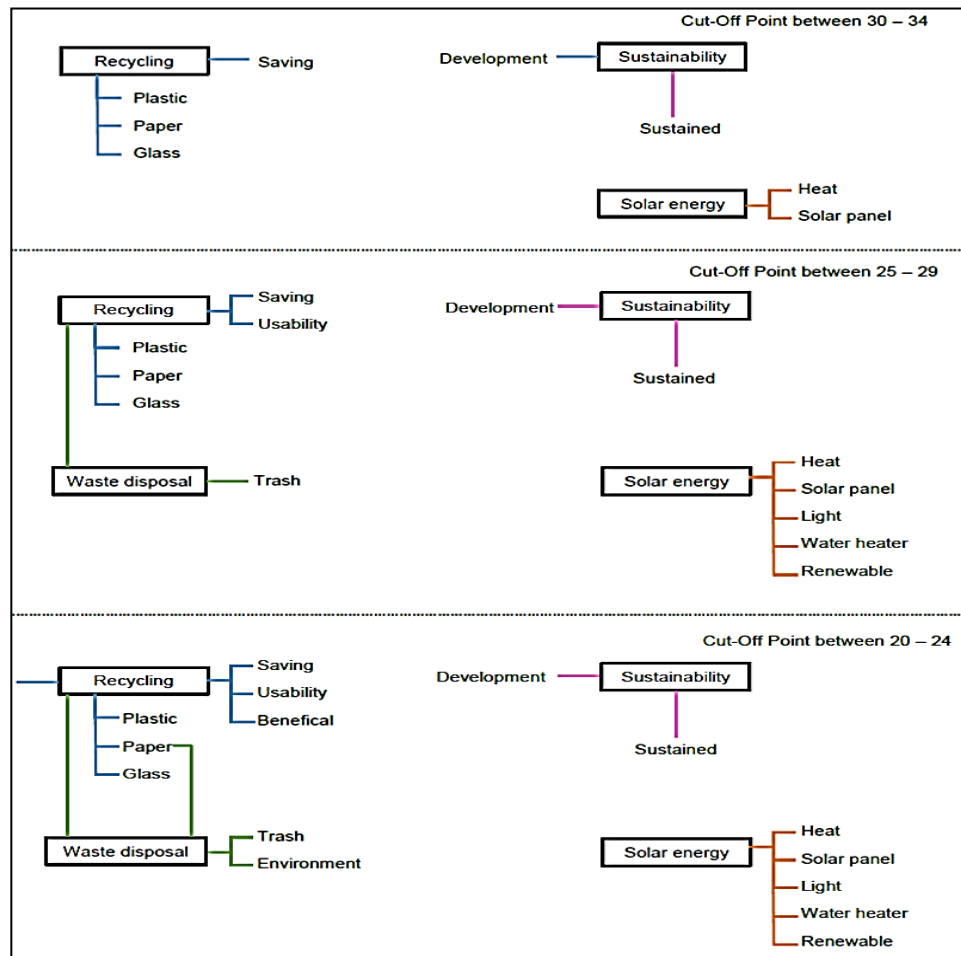 Cut-Off Point between 30 – 34
Recycling
Saving
Plastic
Paper
Glass
Development
Sustainability
Sustained
Solar energy
Heat
Solar panel
Cut-Off Point between 25 – 29
Recycling
Saving
Usability
Plastic
Paper
Glass
Waste disposal
Trash
Development
Sustainability
Sustained
Solar energy
Heat
Solar panel
Light
Water heater
Renewable
Cut-Off Point between 20 – 24
Recycling
Saving
Usability
Benefical
Plastic
Paper
Glass
Waste disposal
Trash
Environment
Development
Sustainability
Sustained
Solar energy
Heat
Solar panel
Light
Water heater
Renewable